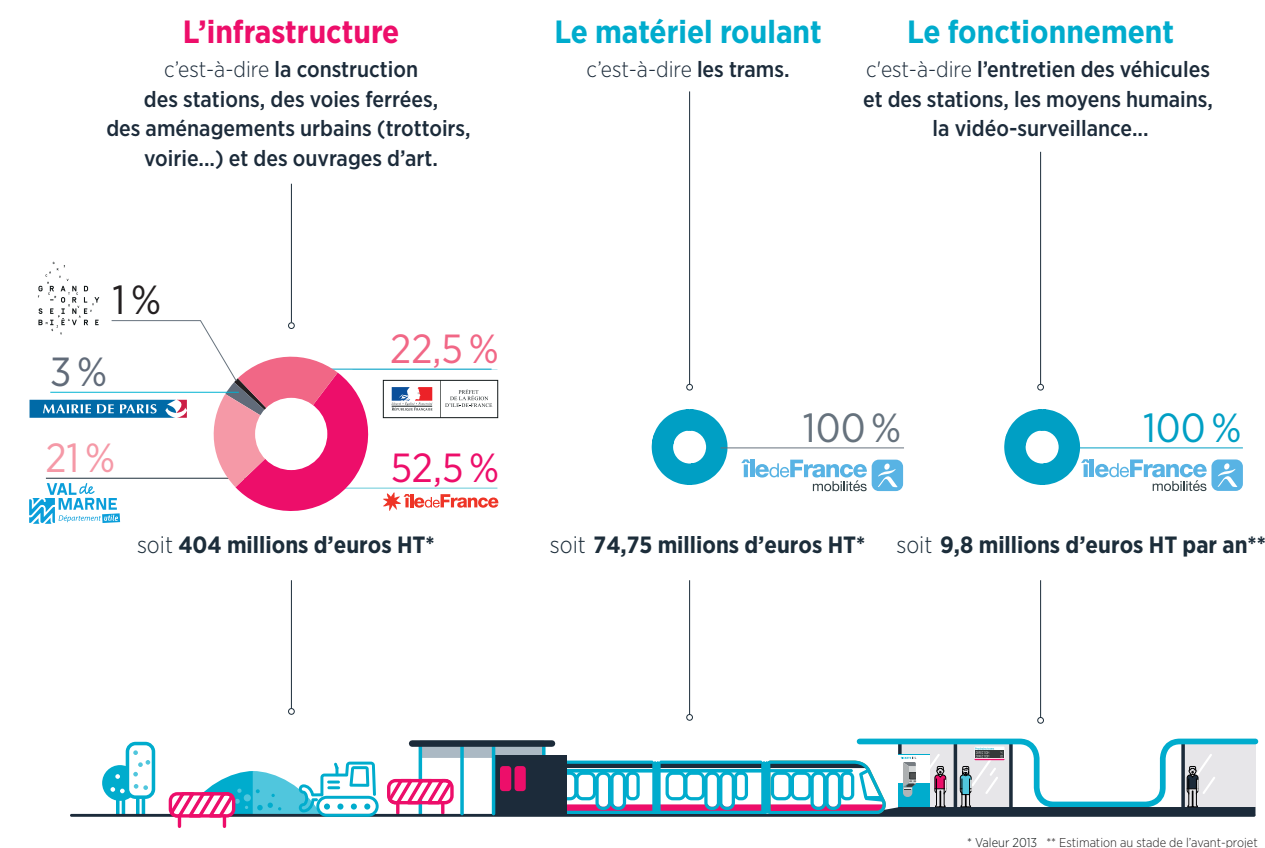 L'infrastructure
c'est-à-dire la construction
des stations, des voies ferrées,
des aménagements urbains (trottoirs,
voirie...) et des ouvrages d'art.
Le matériel roulant
c'est-à-dire les trams.
Le fonctionnement
c'est-à-dire l'entretien des véhicules
et des stations, les moyens humains,
la vidéo-surveillance...
GRAND
-ORLY
SEINE
BIÈVRE
1 %
3 %
MAIRIE DE PARIS
21 %
VAL de
MARNE
Département utile
22,5 %
RÉPUBLIQUE FRANÇAISE
PRÉFET
DE LA RÉGION
D'ILE-DE-FRANCE
52,5 %
îledeFrance
soit 404 millions d'euros HT*
100 %
îledeFrance
mobilités
soit 74,75 millions d'euros HT*
100 %
îledeFrance
mobilités
soit 9,8 millions d'euros HT par an**
* Valeur 2013 ** Estimation au stade de l'avant-projet